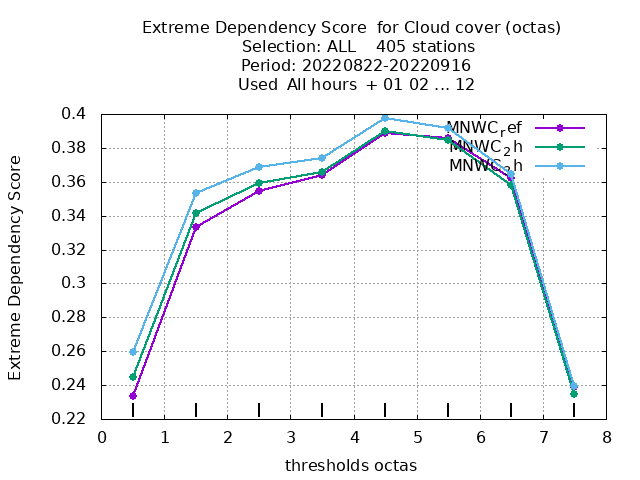 Extreme Dependency Score  for Cloud cover (octas)
Selection: ALL    405 stations
Period: 20220822-20220916
Used  All hours  + 01 02 ... 12
Extreme Dependency Score
0.4
0.38
0.36
0.34
0.32
0.3
0.28
0.26
0.24
0.22
MNWC_ref
MNWC_2h
MNWC_2h
0 1 2 3 4 5 6 7 8
thresholds octas